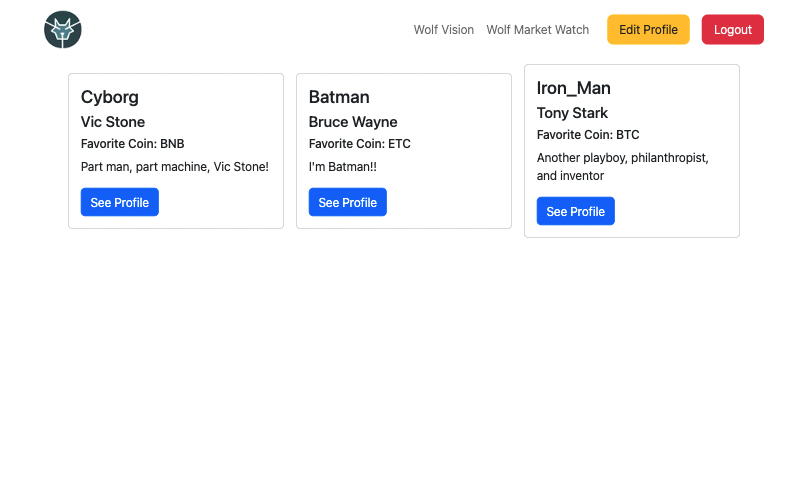 Wolf Vision Wolf Market Watch Edit Profile Logout
Cyborg
Vic Stone
Favorite Coin: BNB
Part man, part machine, Vic Stone!
See Profile
Batman
Bruce Wayne
Favorite Coin: ETC
I'm Batman!!
See Profile
Iron_Man
Tony Stark
Favorite Coin: BTC
Another playboy, philanthropist,
and inventor
See Profile